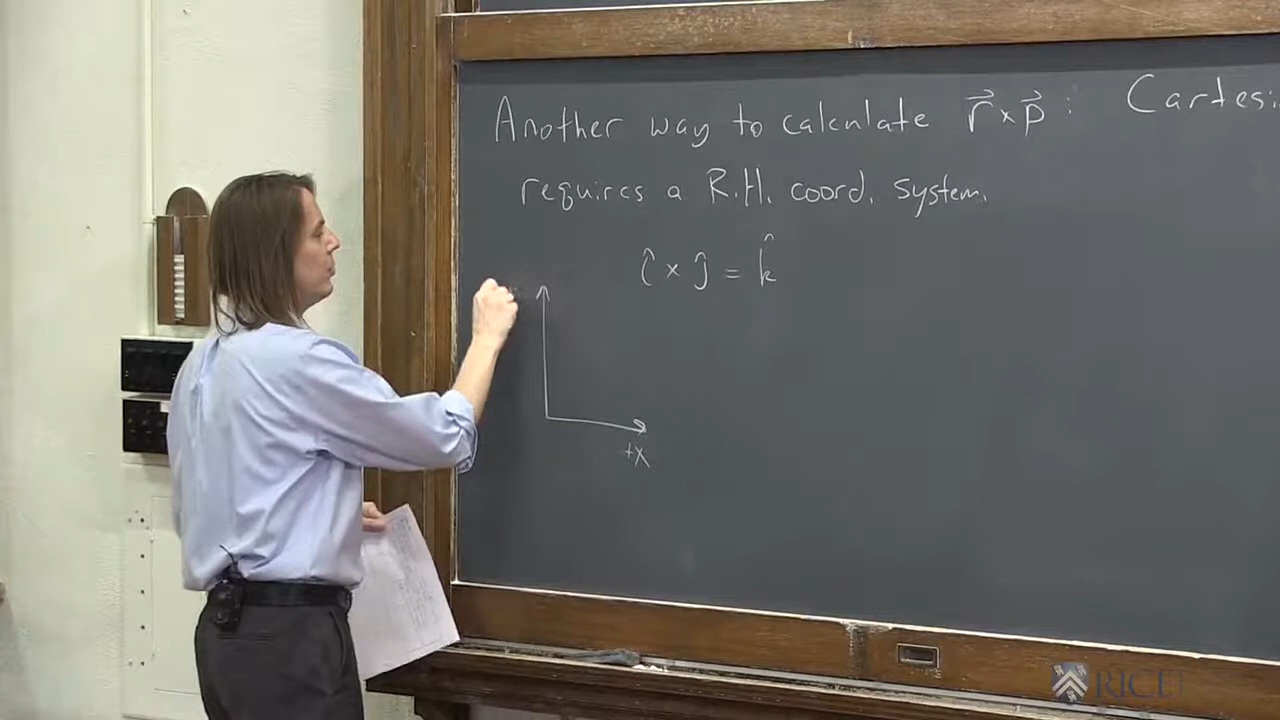 Another way to calculate r⃗ × p⃗ : Cartesi
requires a R.H. coord. system.
î × ĵ = k̂
+x
RICE